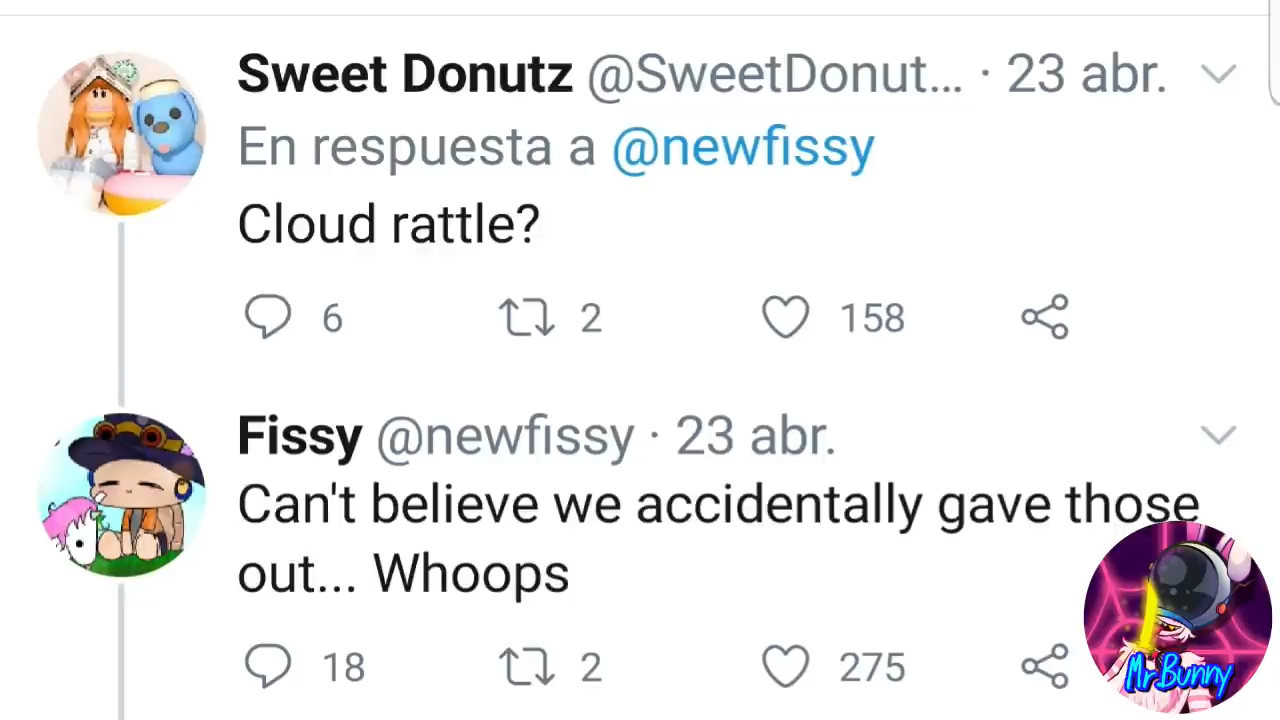 Sweet Donutz @SweetDonut... · 23 abr.
En respuesta a @newfissy
Cloud rattle?
6 2 158
Fissy @newfissy · 23 abr.
Can't believe we accidentally gave those
out... Whoops
18 2 275
MrBunny